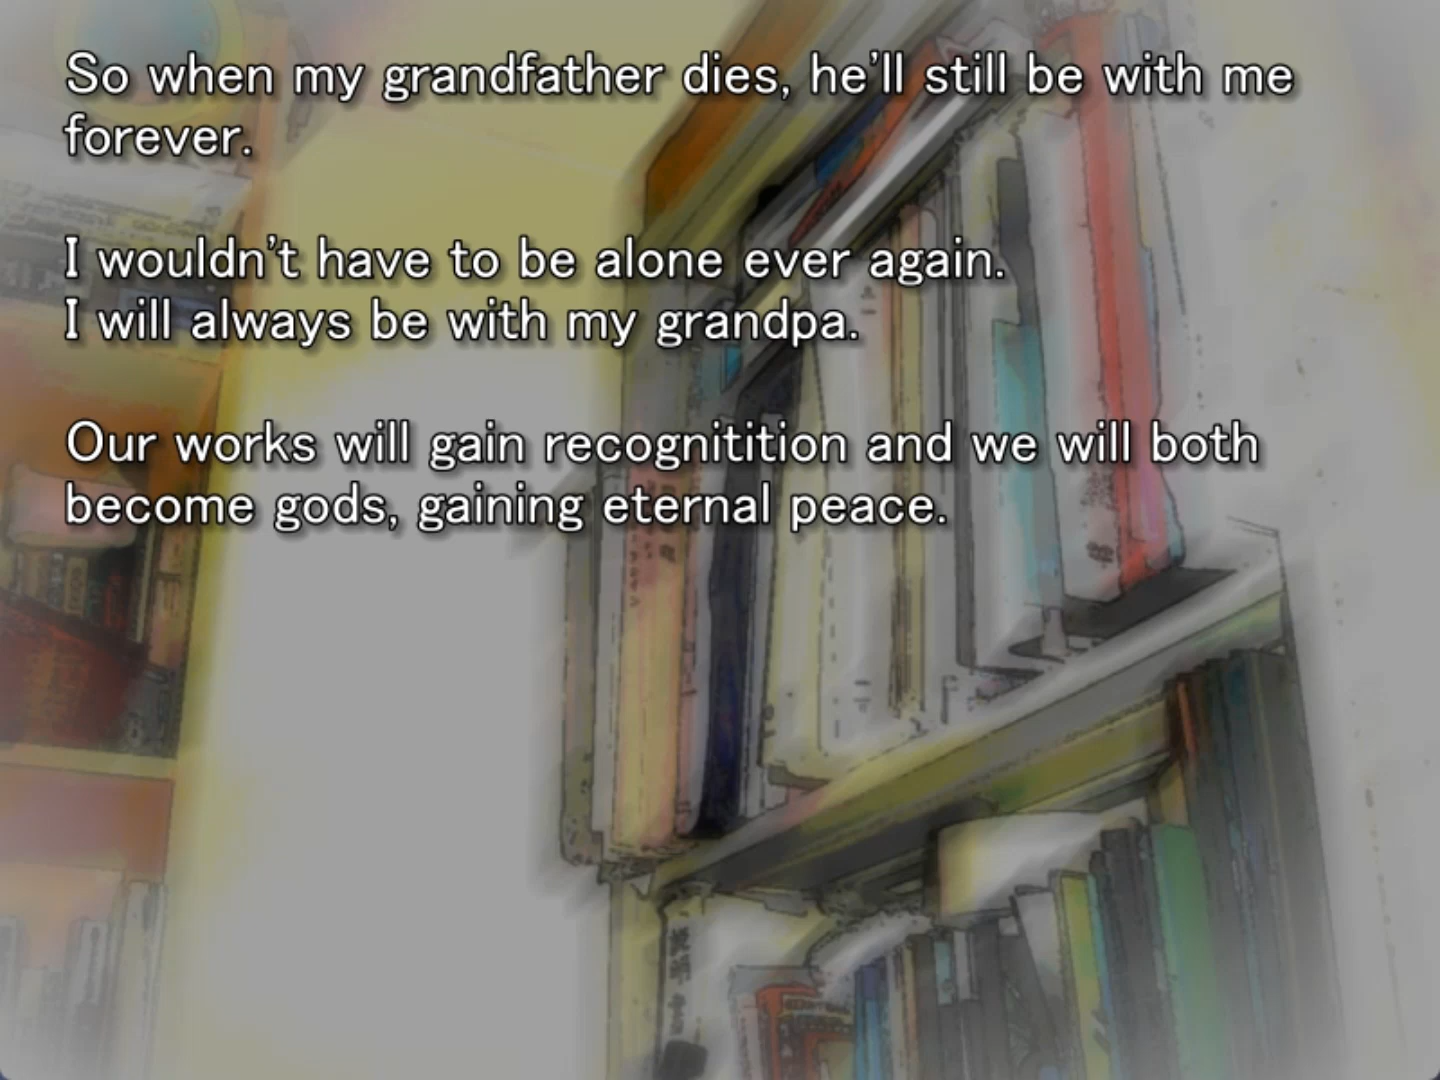 So when my grandfather dies, he'll still be with me
forever.
I wouldn't have to be alone ever again.
I will always be with my grandpa.
Our works will gain recognitition and we will both
become gods, gaining eternal peace.